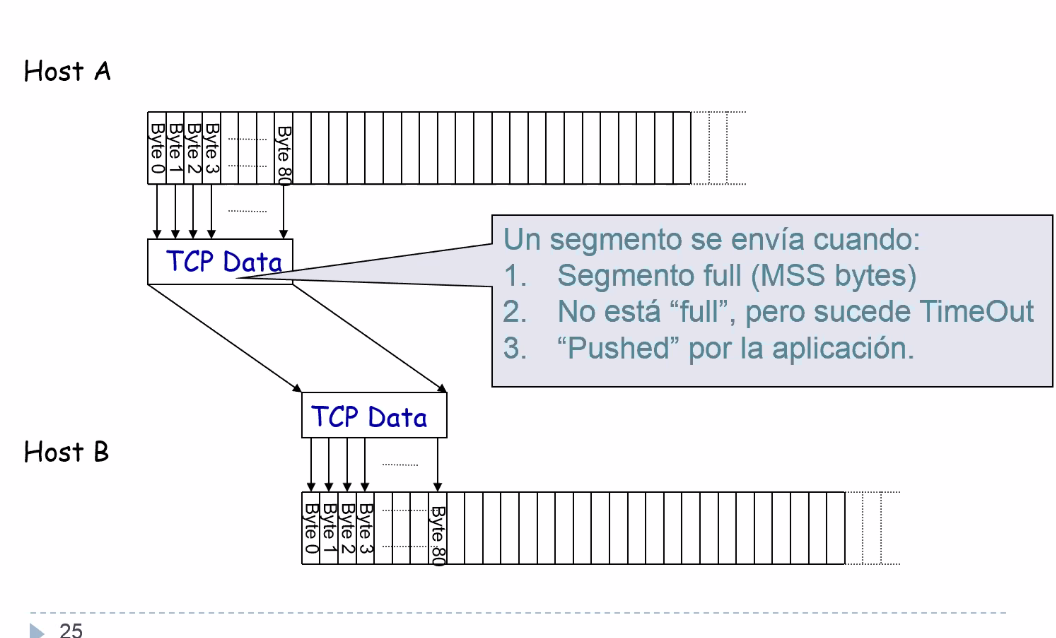 Host A
Byte 0
Byte 1
Byte 2
Byte 3
Byte 80
TCP Data
Un segmento se envía cuando:
1. Segmento full (MSS bytes)
2. No está “full”, pero sucede TimeOut
3. “Pushed” por la aplicación.
TCP Data
Host B
Byte 0
Byte 1
Byte 2
Byte 3
Byte 80
25